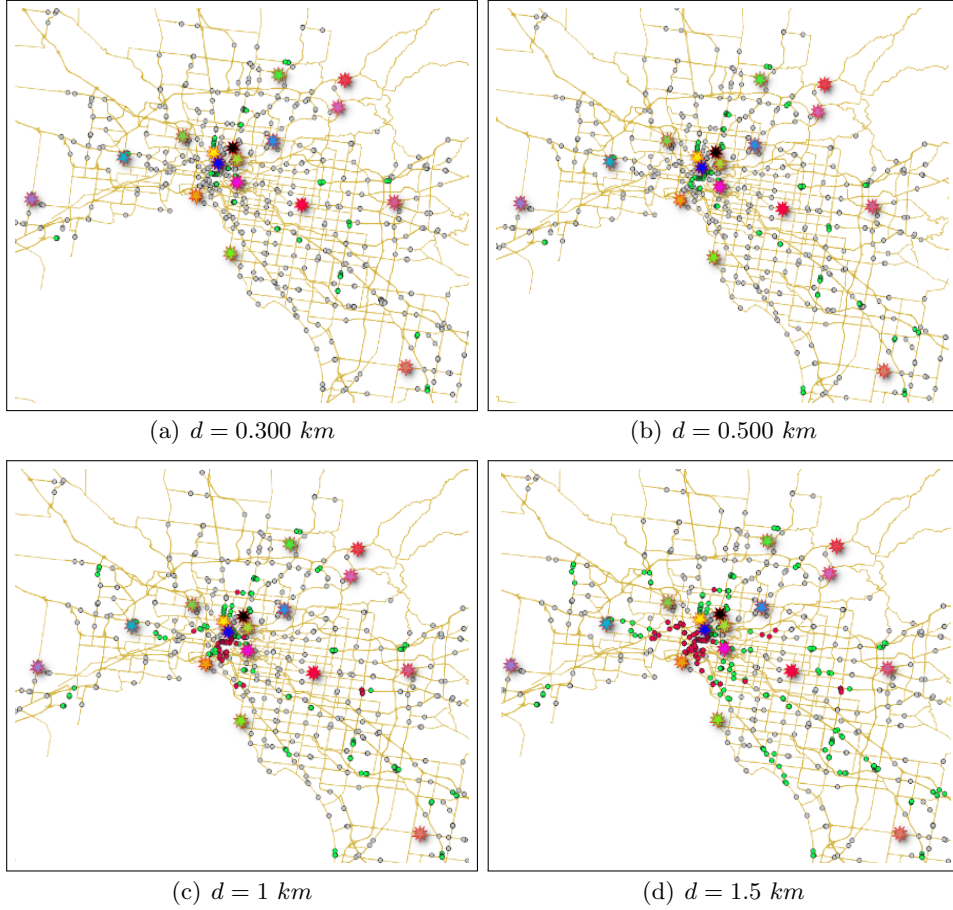 (a) d = 0.300 km
(b) d = 0.500 km
(c) d = 1 km
(d) d = 1.5 km